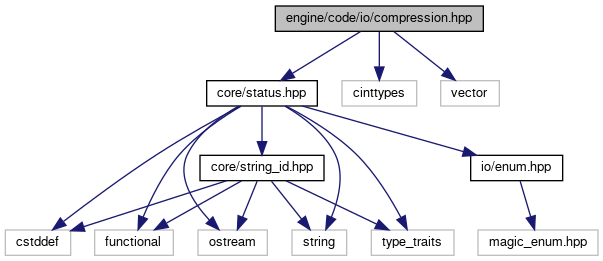 engine/code/io/compression.hpp
core/status.hpp
cinttypes
vector
core/string_id.hpp
io/enum.hpp
cstddef
functional
ostream
string
type_traits
magic_enum.hpp